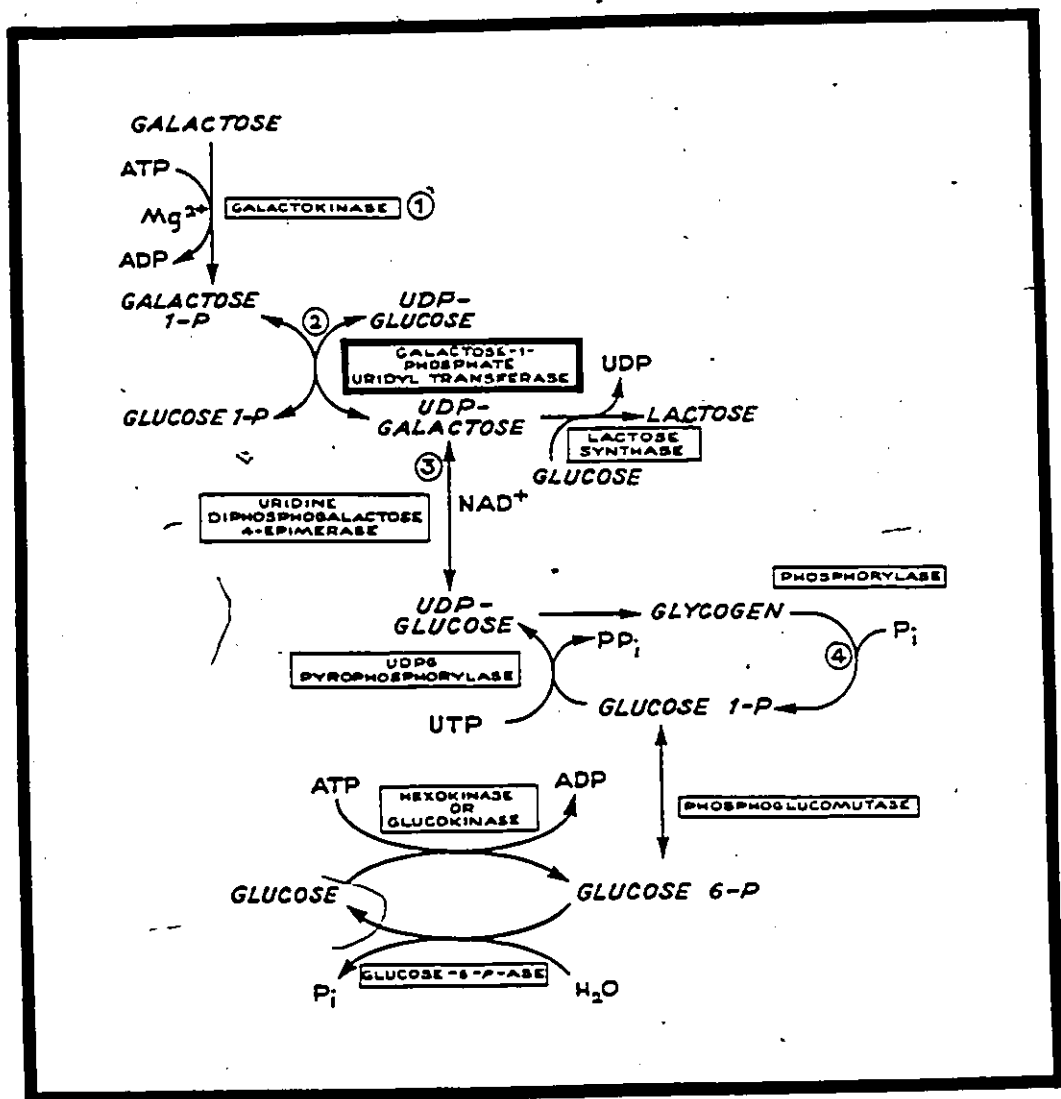 GALACTOSE
ATP
Mg²⁺
GALACTOKINASE ①
ADP
GALACTOSE
1-P
②
UDP-
GLUCOSE
GALACTOSE-1-
PHOSPHATE
URIDYL TRANSFERASE
UDP
GLUCOSE 1-P
UDP-
GALACTOSE
LACTOSE
LACTOSE
SYNTHASE
GLUCOSE
③
NAD⁺
URIDINE
DIPHOSPHOGALACTOSE
4-EPIMERASE
PHOSPHORYLASE
UDP-
GLUCOSE
GLYCOGEN
Pi
PPi
④
UDPG
PYROPHOSPHORYLASE
UTP
GLUCOSE 1-P
ATP
HEXOKINASE
OR
GLUCOKINASE
ADP
PHOSPHOGLUCOMUTASE
GLUCOSE
GLUCOSE 6-P
Pi
GLUCOSE-6-P-ASE
H₂O